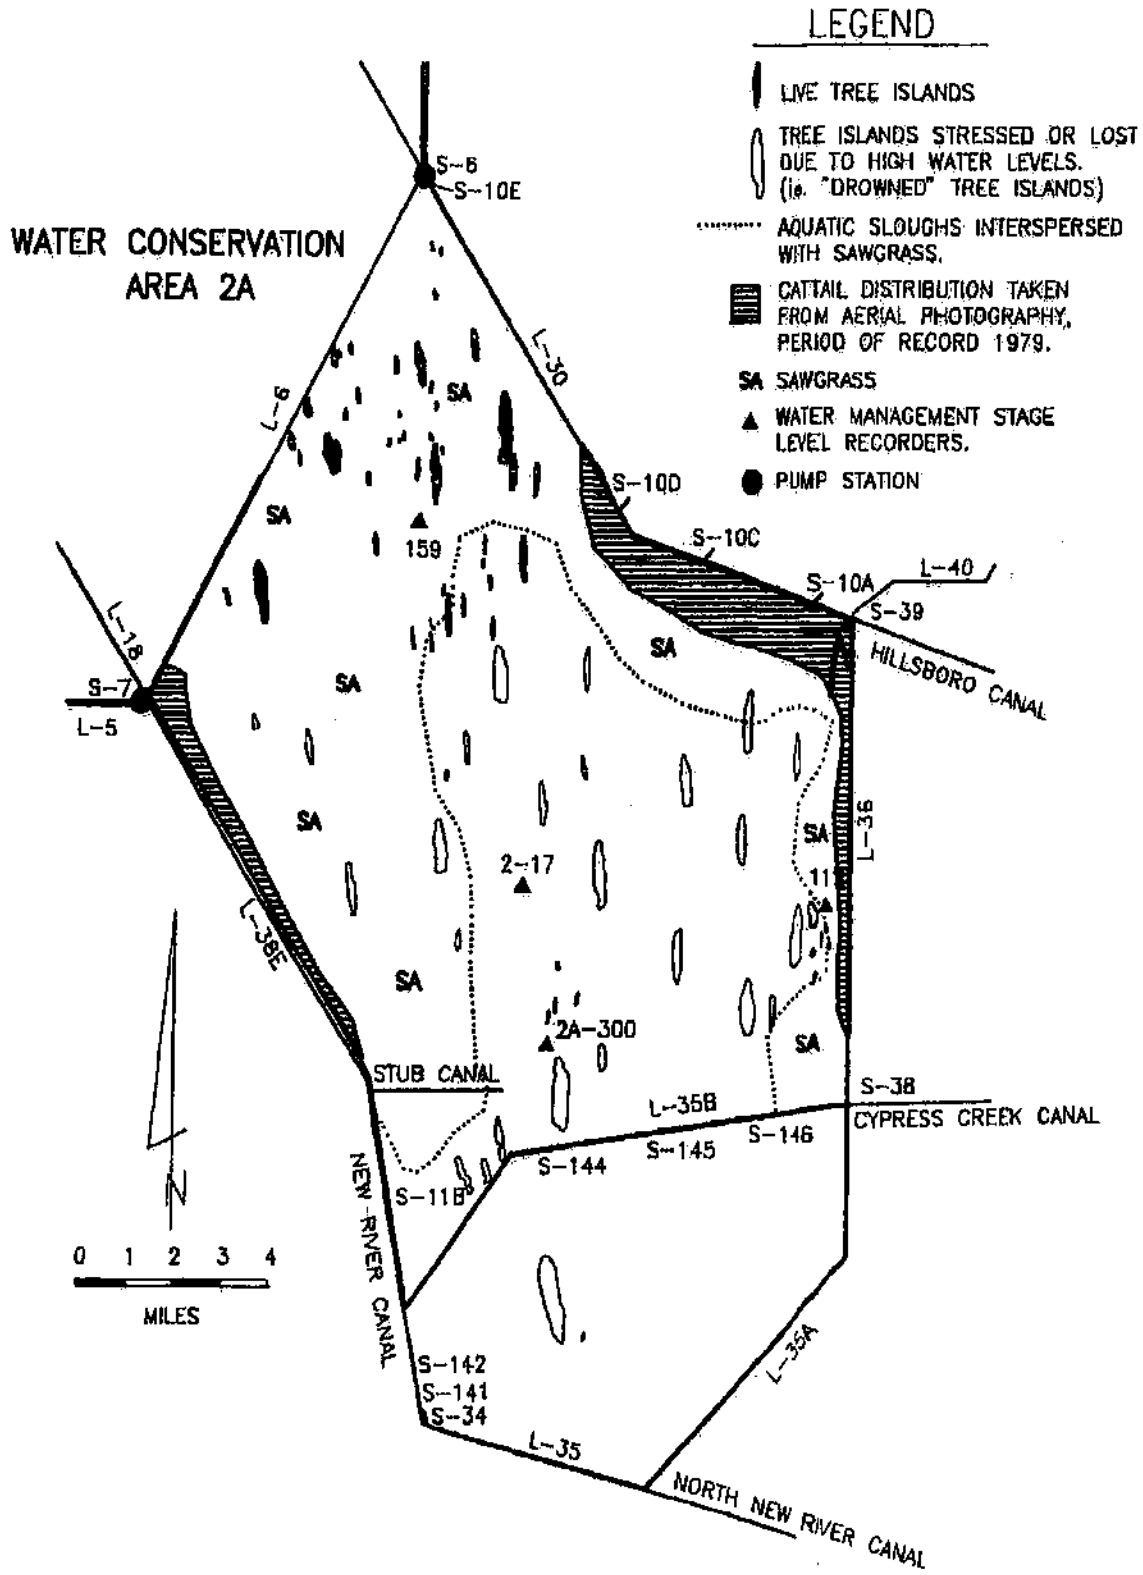 LEGEND
LIVE TREE ISLANDS
TREE ISLANDS STRESSED OR LOST
DUE TO HIGH WATER LEVELS.
(ie. "DROWNED" TREE ISLANDS)
AQUATIC SLOUGHS INTERSPERSED
WITH SAWGRASS.
CATTAIL DISTRIBUTION TAKEN
FROM AERIAL PHOTOGRAPHY,
PERIOD OF RECORD 1979.
SA SAWGRASS
WATER MANAGEMENT STAGE
LEVEL RECORDERS.
PUMP STATION
WATER CONSERVATION
AREA 2A
S-6
S-10E
L-30
L-6
SA
SA
S-10D
159
S-10C
S-10A
L-40
S-39
HILLSBORO CANAL
L-18
S-7
L-5
SA
SA
SA
SA
L-36
2-17
11
L-38E
SA
2A-300
SA
STUB CANAL
S-38
L-35B
CYPRESS CREEK CANAL
S-146
S-145
S-144
S-11B
NEW RIVER CANAL
0 1 2 3 4
MILES
N
S-142
S-141
S-34
L-35A
L-35
NORTH NEW RIVER CANAL